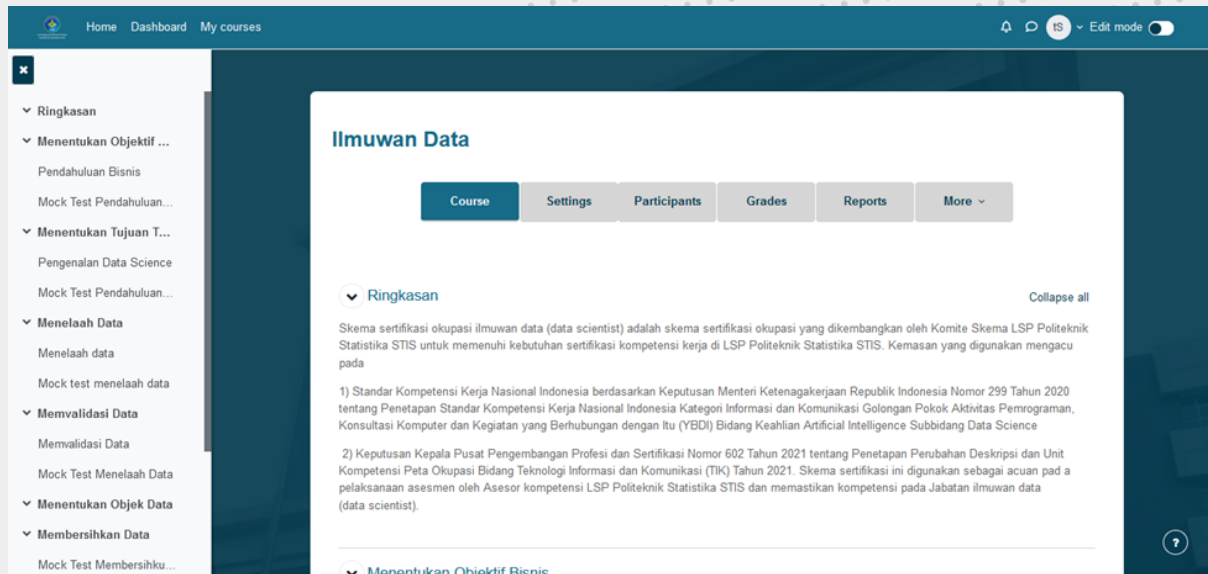 Home Dashboard My courses
tS Edit mode
Ringkasan
Menentukan Objektif ...
Pendahuluan Bisnis
Mock Test Pendahuluan...
Menentukan Tujuan T...
Pengenalan Data Science
Mock Test Pendahuluan...
Menelaah Data
Menelaah data
Mock test menelaah data
Memvalidasi Data
Memvalidasi Data
Mock Test Menelaah Data
Menentukan Objek Data
Membersihkan Data
Mock Test Membersihku...
Ilmuwan Data
Course Settings Participants Grades Reports More
Ringkasan
Collapse all
Skema sertifikasi okupasi ilmuwan data (data scientist) adalah skema sertifikasi okupasi yang dikembangkan oleh Komite Skema LSP Politeknik
Statistika STIS untuk memenuhi kebutuhan sertifikasi kompetensi kerja di LSP Politeknik Statistika STIS. Kemasan yang digunakan mengacu
pada
1) Standar Kompetensi Kerja Nasional Indonesia berdasarkan Keputusan Menteri Ketenagakerjaan Republik Indonesia Nomor 299 Tahun 2020
tentang Penetapan Standar Kompetensi Kerja Nasional Indonesia Kategori Informasi dan Komunikasi Golongan Pokok Aktivitas Pemrograman,
Konsultasi Komputer dan Kegiatan yang Berhubungan dengan Itu (YBDI) Bidang Keahlian Artificial Intelligence Subbidang Data Science
2) Keputusan Kepala Pusat Pengembangan Profesi dan Sertifikasi Nomor 602 Tahun 2021 tentang Penetapan Perubahan Deskripsi dan Unit
Kompetensi Peta Okupasi Bidang Teknologi Informasi dan Komunikasi (TIK) Tahun 2021. Skema sertifikasi ini digunakan sebagai acuan pad a
pelaksanaan asesmen oleh Asesor kompetensi LSP Politeknik Statistika STIS dan memastikan kompetensi pada Jabatan ilmuwan data
(data scientist).
Menentukan Objektif Bisnis
?